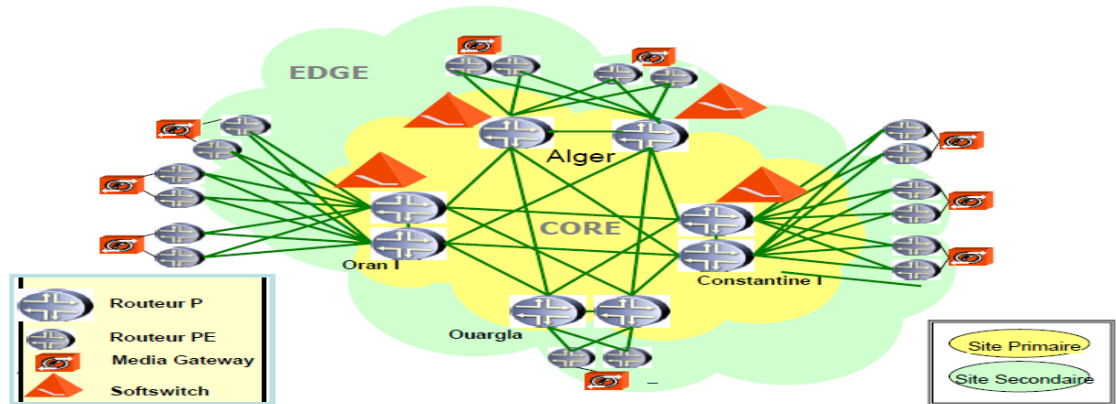 EDGE
Alger
CORE
Oran I
Constantine I
Ouargla
Routeur P
Routeur PE
Media Gateway
Softswitch
Site Primaire
Site Secondaire